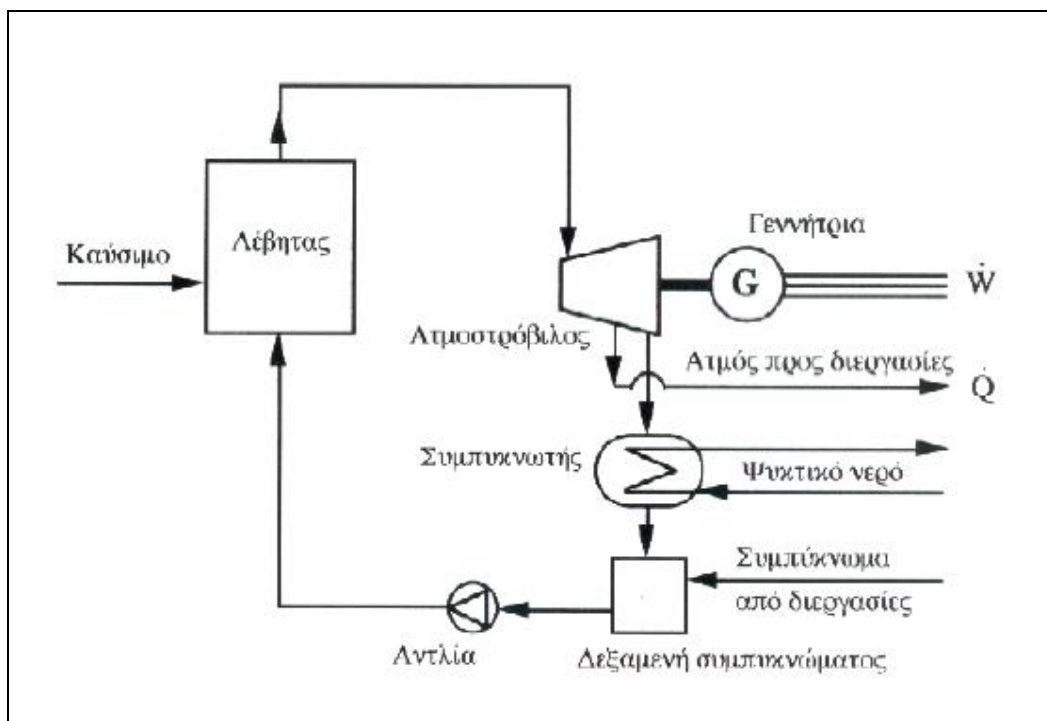 Γεννήτρια
Λέβητας
Καύσιμο
G
Ẇ
Ατμοστρόβιλος
Ατμός προς διεργασίες
Q̇
Συμπυκνωτής
Ψυκτικό νερό
Συμπύκνωμα
από διεργασίες
Αντλία
Δεξαμενή συμπυκνώματος